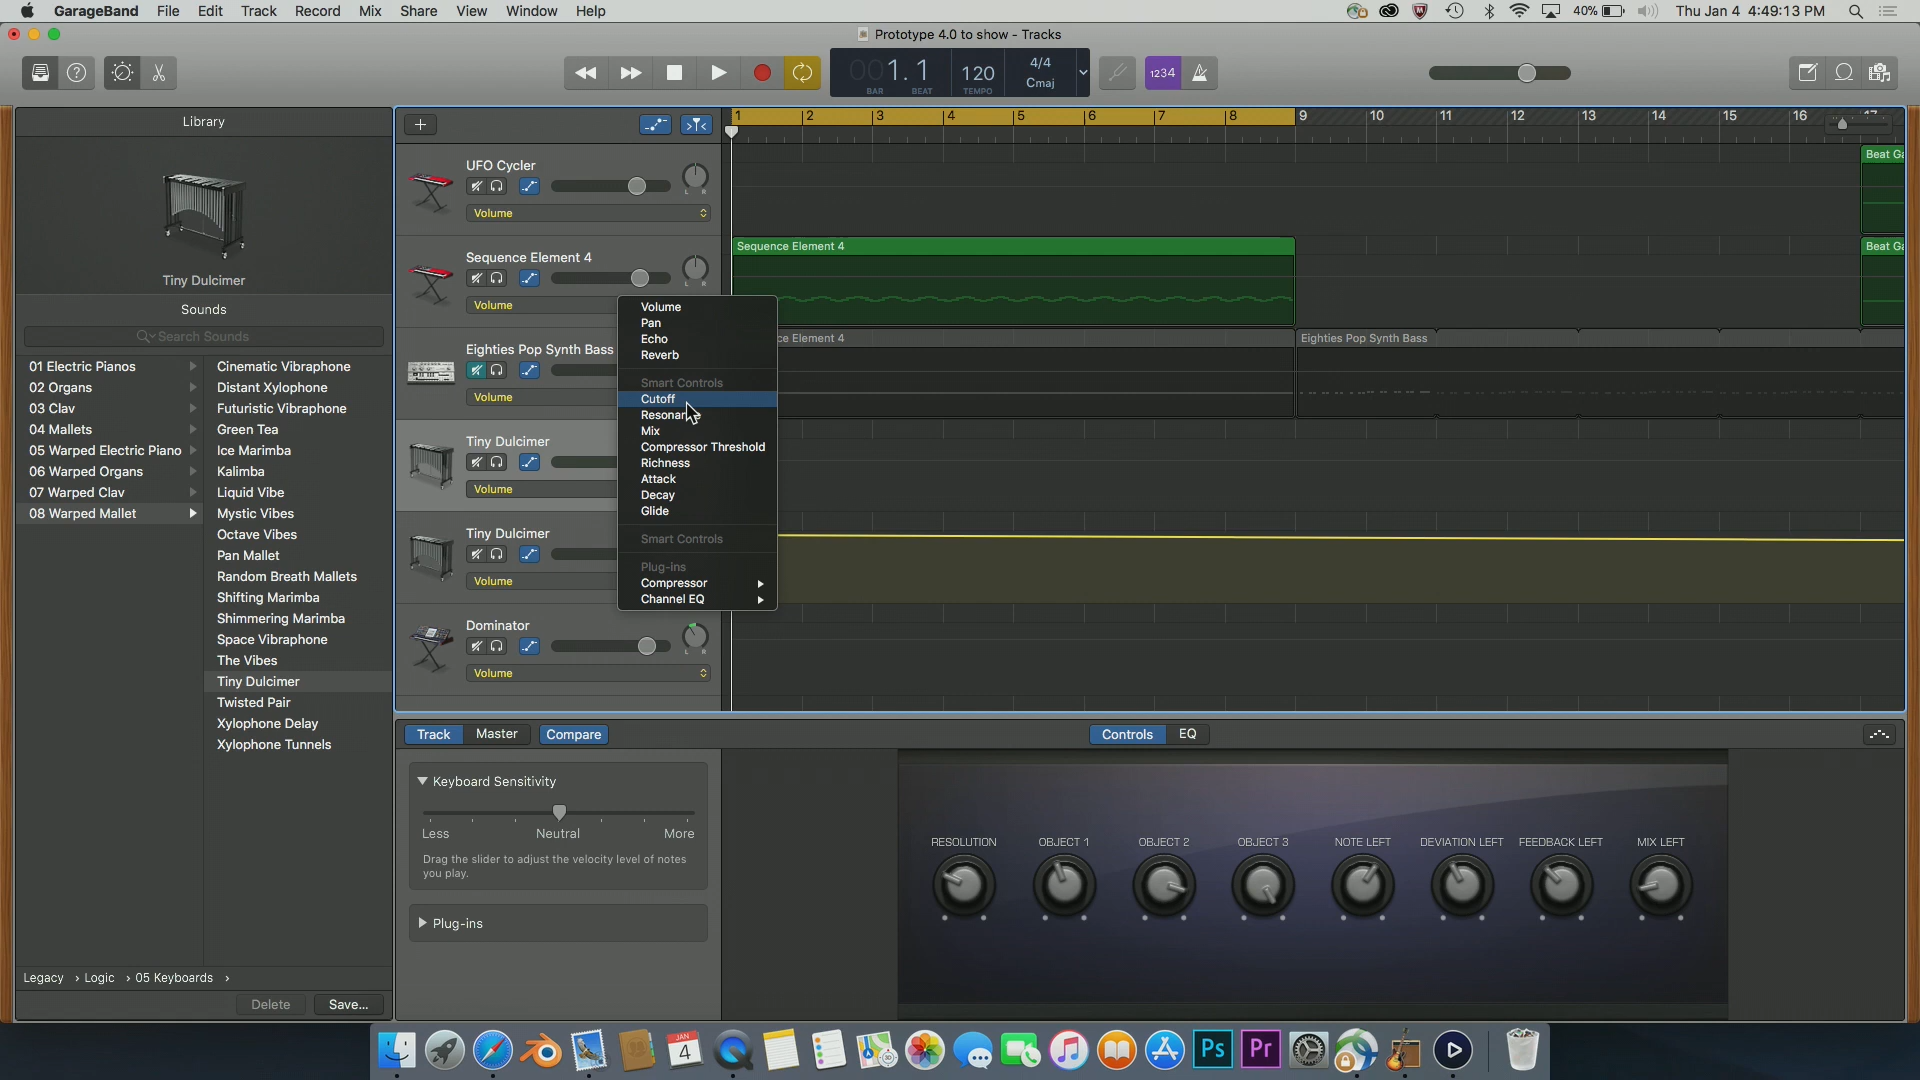 GarageBand File Edit Track Record Mix Share View Window Help
40% Thu Jan 4 4:49:13 PM
Prototype 4.0 to show - Tracks
001. 1
BAR BEAT
120
TEMPO
4/4
Cmaj
1234
Library
Tiny Dulcimer
Sounds
Search Sounds
01 Electric Pianos
02 Organs
03 Clav
04 Mallets
05 Warped Electric Piano
06 Warped Organs
07 Warped Clav
08 Warped Mallet
Cinematic Vibraphone
Distant Xylophone
Futuristic Vibraphone
Green Tea
Ice Marimba
Kalimba
Liquid Vibe
Mystic Vibes
Octave Vibes
Pan Mallet
Random Breath Mallets
Shifting Marimba
Shimmering Marimba
Space Vibraphone
The Vibes
Tiny Dulcimer
Twisted Pair
Xylophone Delay
Xylophone Tunnels
Legacy › Logic › 05 Keyboards ›
Delete Save...
1 2 3 4 5 6 7 8 9 10 11 12 13 14 15 16 17
UFO Cycler
L R
Volume
Sequence Element 4
L R
Volume
Eighties Pop Synth Bass
Volume
Tiny Dulcimer
Volume
Tiny Dulcimer
Volume
Dominator
L R
Volume
Beat Ga
Sequence Element 4
Beat Ga
ce Element 4
Eighties Pop Synth Bass
Volume
Pan
Echo
Reverb
Smart Controls
Cutoff
Mix
Compressor Threshold
Richness
Attack
Decay
Glide
Smart Controls
Plug-ins
Compressor
Channel EQ
Track Master Compare
Controls EQ
Keyboard Sensitivity
Less Neutral More
Drag the slider to adjust the velocity level of notes
you play.
Plug-ins
RESOLUTION OBJECT 1 OBJECT 2 OBJECT 3 NOTE LEFT DEVIATION LEFT FEEDBACK LEFT MIX LEFT
JAN
4
Ps
Pr